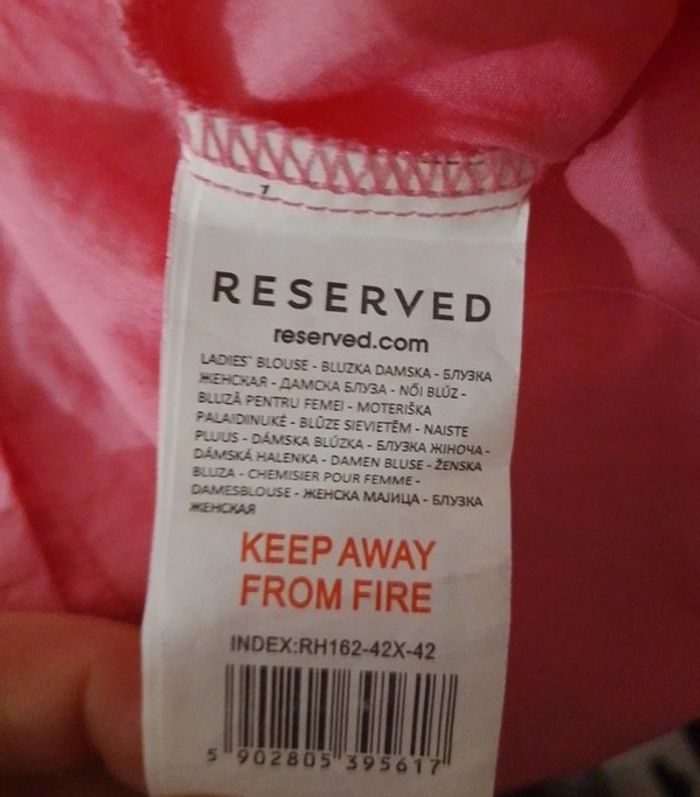 RESERVED
reserved.com
LADIES` BLOUSE - BLUZKA DAMSKA - БЛУЗКА
ЖЕНСКАЯ - ДАМСКА БЛУЗА - NŐI BLÚZ -
BLUZĂ PENTRU FEMEI - MOTERIŠKA
PALAIDINUKĖ - BLŪZE SIEVIETĒM - NAISTE
PLUUS - DÁMSKA BLÚZKA - БЛУЗКА ЖІНОЧА -
DÁMSKÁ HALENKA - DAMEN BLUSE - ŽENSKA
BLUZA - CHEMISIER POUR FEMME -
DAMESBLOUSE - ЖЕНСКА МАЈИЦА - БЛУЗКА
ЖЕНСКАЯ
KEEP AWAY
FROM FIRE
INDEX:RH162-42X-42
5 902805 395617